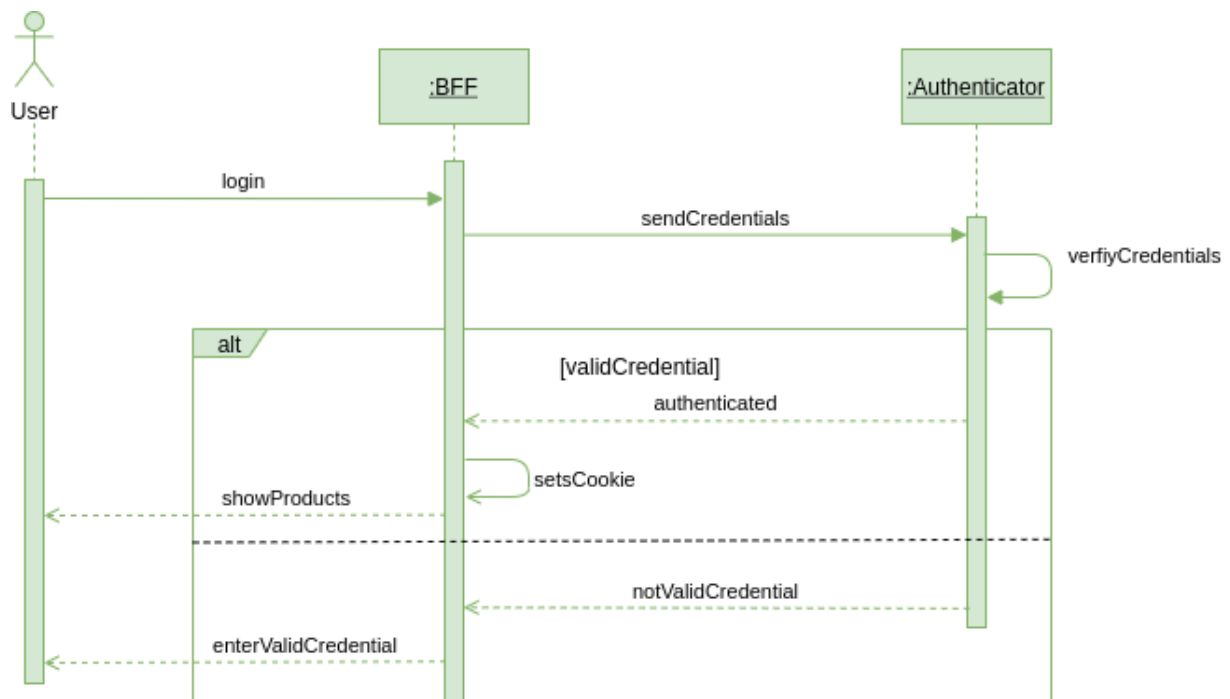 User
:BFF
:Authenticator
login
sendCredentials
verfiyCredentials
alt
[validCredential]
authenticated
setsCookie
showProducts
notValidCredential
enterValidCredential